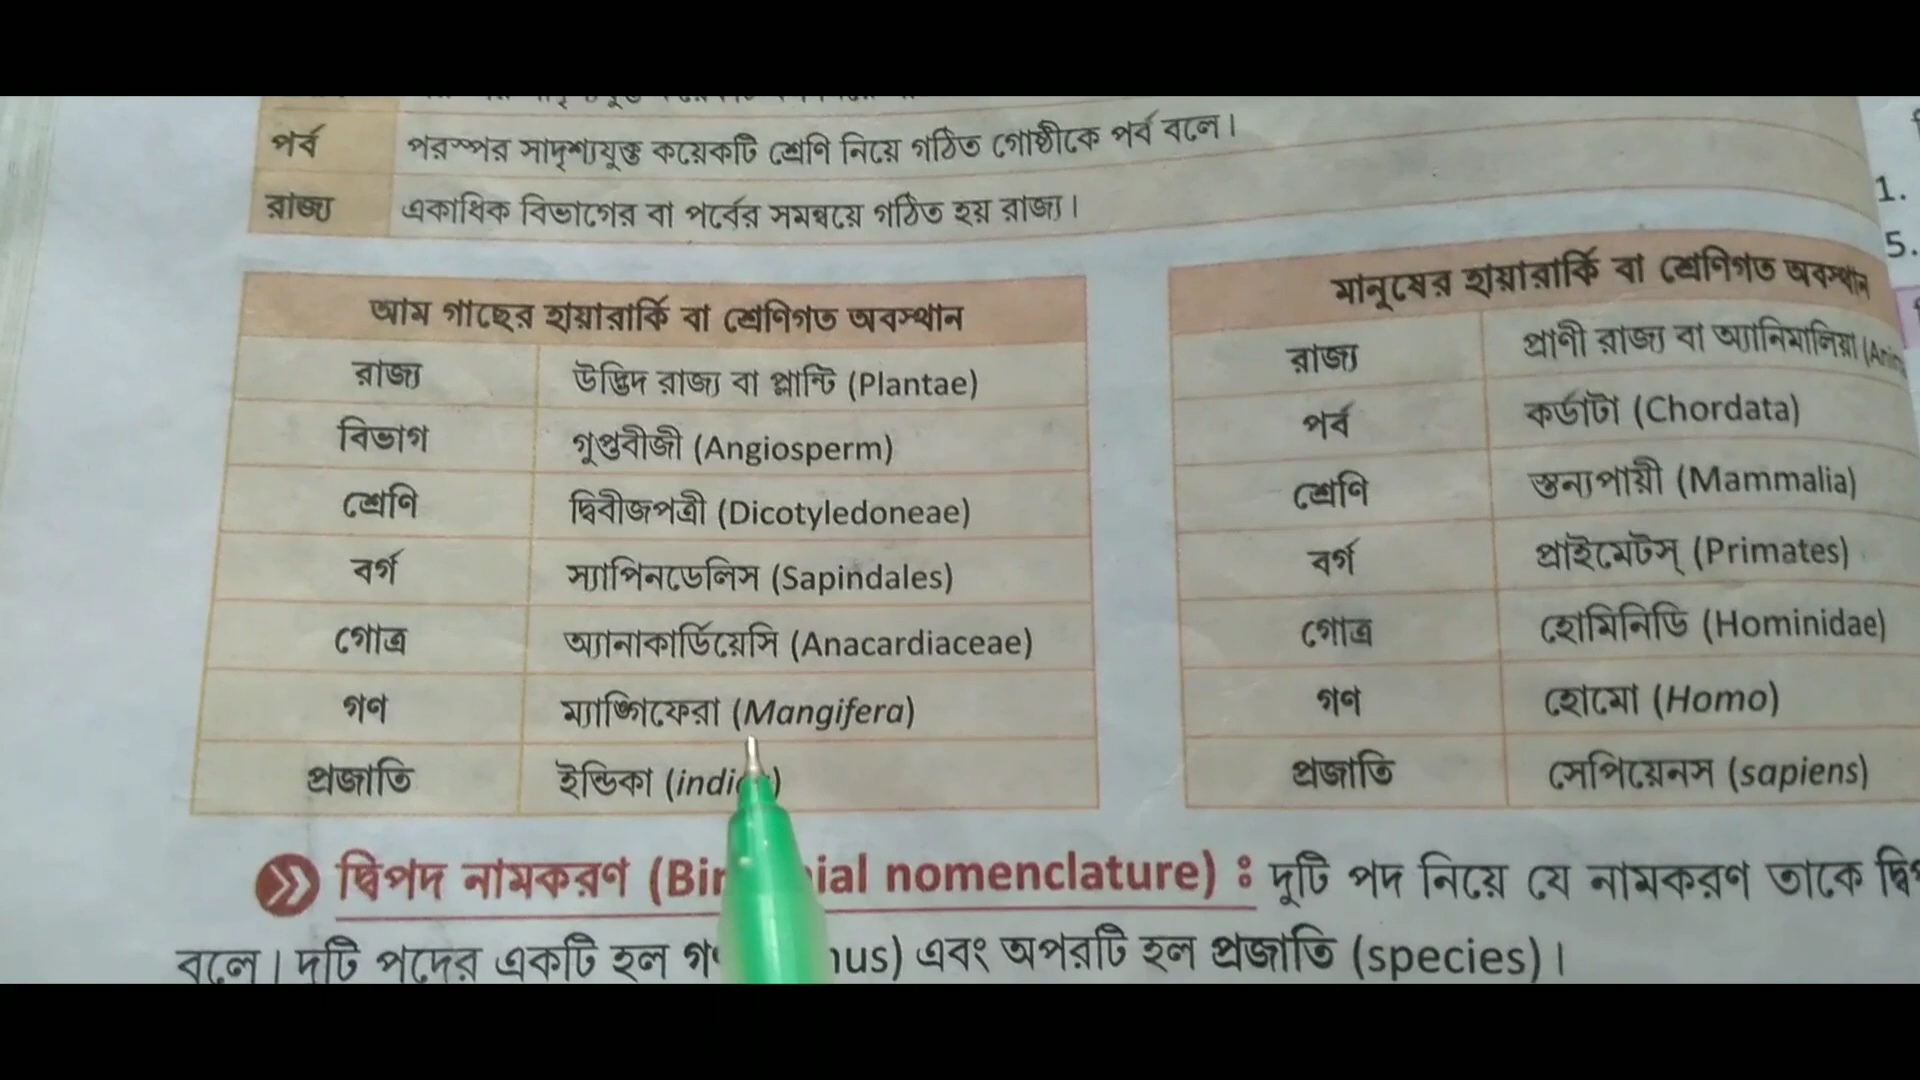 পর্ব পরস্পর সাদৃশ্যযুক্ত কয়েকটি শ্রেণি নিয়ে গঠিত গোষ্ঠীকে পর্ব বলে।
রাজ্য একাধিক বিভাগের বা পর্বের সমন্বয়ে গঠিত হয় রাজ্য।
আম গাছের হায়ারার্কি বা শ্রেণিগত অবস্থান
রাজ্য উদ্ভিদ রাজ্য বা প্লান্টি (Plantae)
বিভাগ গুপ্তবীজী (Angiosperm)
শ্রেণি দ্বিবীজপত্রী (Dicotyledoneae)
বর্গ স্যাপিনডেলিস (Sapindales)
গোত্র অ্যানাকার্ডিয়েসি (Anacardiaceae)
গণ ম্যাঙ্গিফেরা (Mangifera)
প্রজাতি ইন্ডিকা
মানুষের হায়ারার্কি বা শ্রেণিগত অবস্থান
রাজ্য প্রাণী রাজ্য বা অ্যানিমালিয়া
পর্ব কর্ডাটা (Chordata)
শ্রেণি স্তন্যপায়ী (Mammalia)
বর্গ প্রাইমেটস্ (Primates)
গোত্র হোমিনিডি (Hominidae)
গণ হোমো (Homo)
প্রজাতি সেপিয়েনস (sapiens)
দ্বিপদ নামকরণ nomenclature) : দুটি পদ নিয়ে যে নামকরণ তাকে
বলে। দুটি পদের একটি হল এবং অপরটি হল প্রজাতি (species)।
1.
5.